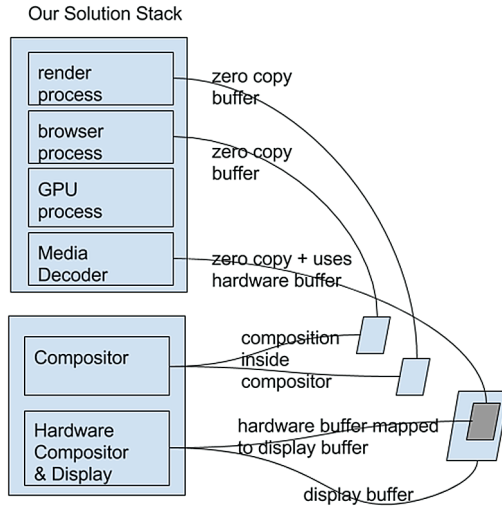 Our Solution Stack
render
process
zero copy
buffer
browser
process
zero copy
buffer
GPU
process
Media
Decoder
zero copy + uses
hardware buffer
Compositor
composition
inside
compositor
Hardware
Compositor
& Display
hardware buffer mapped
to display buffer
display buffer